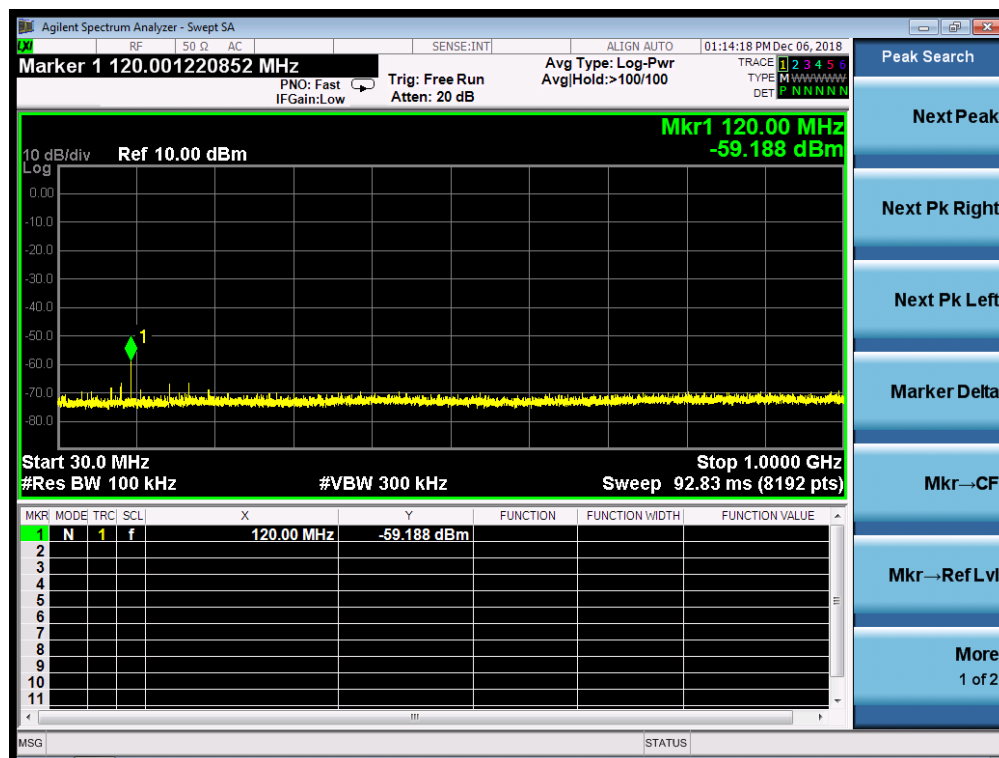 Agilent Spectrum Analyzer - Swept SA
LXI RF 50 Ω AC SENSE:INT ALIGN AUTO 01:14:18 PM Dec 06, 2018
Marker 1 120.001220852 MHz
PNO: Fast
IFGain:Low
Trig: Free Run
Atten: 20 dB
Avg Type: Log-Pwr
Avg|Hold:>100/100
TRACE 1 2 3 4 5 6
TYPE M WWWWW
DET P N N N N N
Mkr1 120.00 MHz
-59.188 dBm
10 dB/div Ref 10.00 dBm
Log
0.00
-10.0
-20.0
-30.0
-40.0
-50.0
-60.0
-70.0
-80.0
1
Start 30.0 MHz Stop 1.0000 GHz
#Res BW 100 kHz #VBW 300 kHz Sweep 92.83 ms (8192 pts)
MKR MODE TRC SCL X Y FUNCTION FUNCTION WIDTH FUNCTION VALUE
1 N 1 f 120.00 MHz -59.188 dBm
2
3
4
5
6
7
8
9
10
11
MSG STATUS
Peak Search
Next Peak
Next Pk Right
Next Pk Left
Marker Delta
Mkr→CF
Mkr→Ref Lvl
More
1 of 2